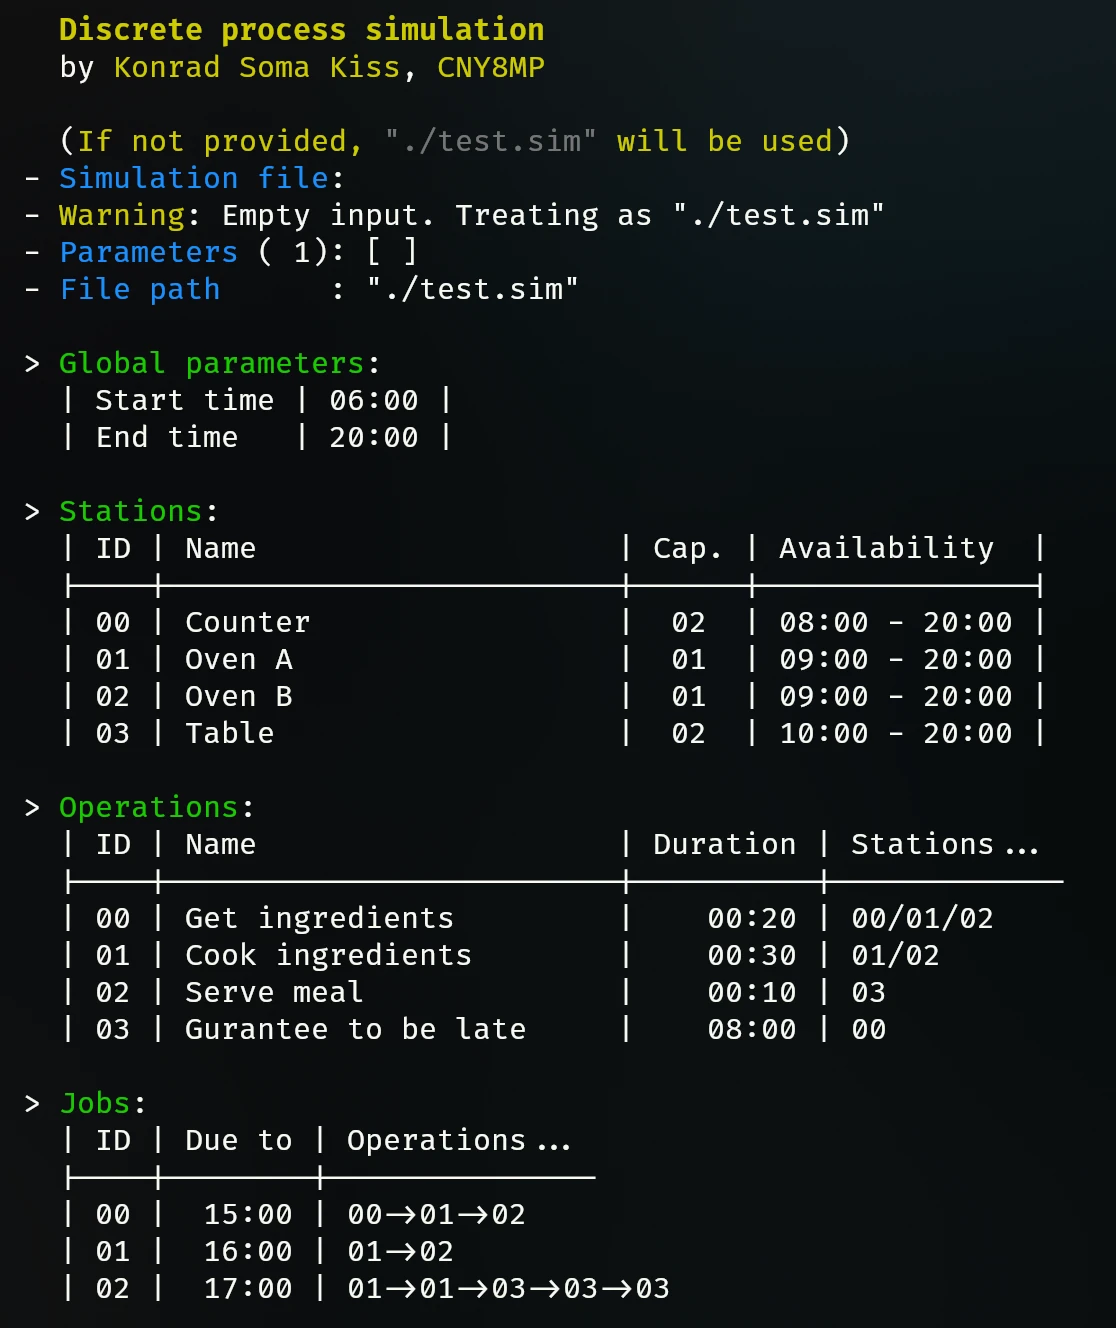 Discrete process simulation
by Konrad Soma Kiss, CNY8MP
(If not provided, "./test.sim" will be used)
- Simulation file:
- Warning: Empty input. Treating as "./test.sim"
- Parameters ( 1): [ ]
- File path      : "./test.sim"
> Global parameters:
| Start time | 06:00 |
| End time   | 20:00 |
> Stations:
| ID | Name | Cap. | Availability |
| 00 | Counter | 02 | 08:00 - 20:00 |
| 01 | Oven A | 01 | 09:00 - 20:00 |
| 02 | Oven B | 01 | 09:00 - 20:00 |
| 03 | Table | 02 | 10:00 - 20:00 |
> Operations:
| ID | Name | Duration | Stations...
| 00 | Get ingredients | 00:20 | 00/01/02
| 01 | Cook ingredients | 00:30 | 01/02
| 02 | Serve meal | 00:10 | 03
| 03 | Gurantee to be late | 08:00 | 00
> Jobs:
| ID | Due to | Operations...
| 00 | 15:00 | 00->01->02
| 01 | 16:00 | 01->02
| 02 | 17:00 | 01->01->03->03->03